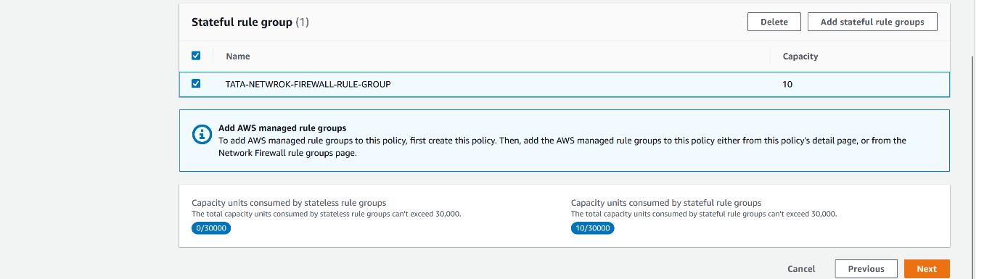 Stateful rule group (1)
Delete
Add stateful rule groups
Name
Capacity
TATA-NETWROK-FIREWALL-RULE-GROUP
10
Add AWS managed rule groups
To add AWS managed rule groups to this policy, first create this policy. Then, add the AWS managed rule groups to this policy either from this policy's detail page, or from the
Network Firewall rule groups page.
Capacity units consumed by stateless rule groups
The total capacity units consumed by stateless rule groups can't exceed 30,000.
0/30000
Capacity units consumed by stateful rule groups
The total capacity units consumed by stateful rule groups can't exceed 30,000.
10/30000
Cancel
Previous
Next